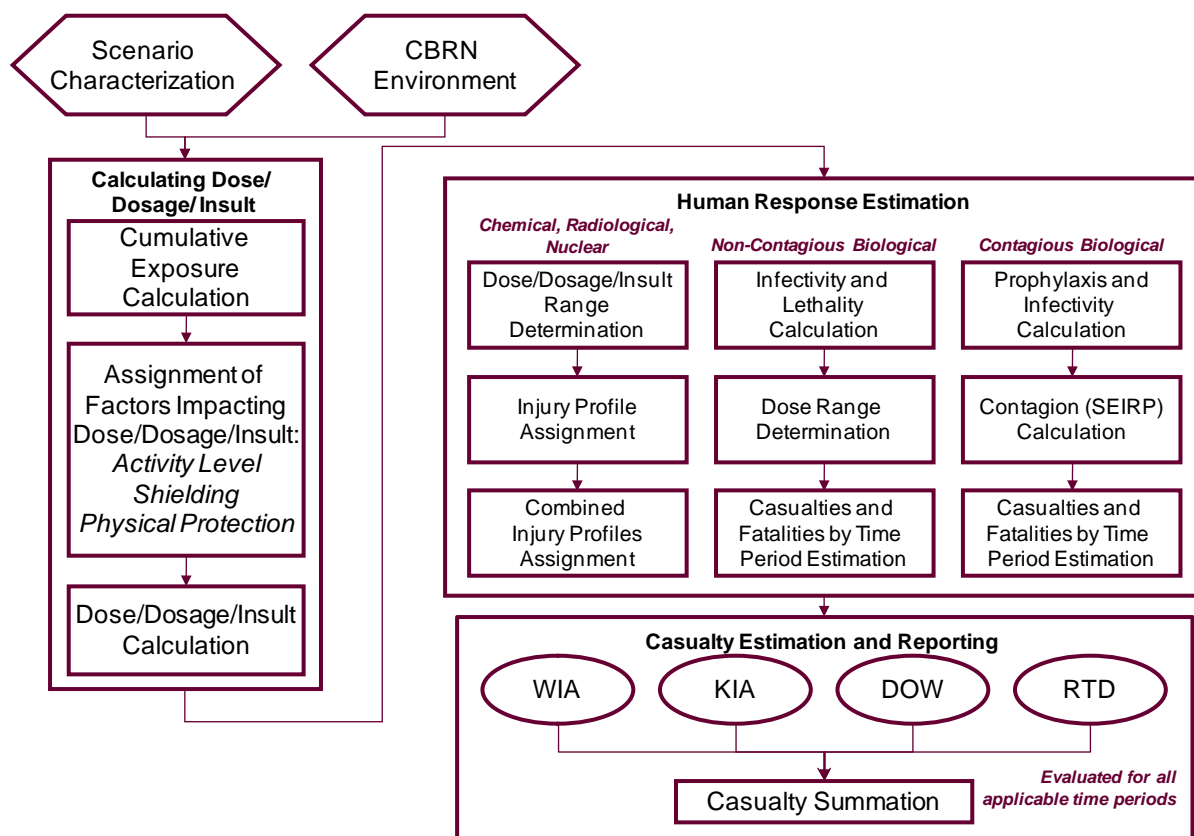 Scenario
Characterization
CBRN
Environment
Calculating Dose/
Dosage/Insult
Cumulative
Exposure
Calculation
Assignment of
Factors Impacting
Dose/Dosage/Insult:
Activity Level
Shielding
Physical Protection
Dose/Dosage/Insult
Calculation
Human Response Estimation
Chemical, Radiological,
Nuclear
Dose/Dosage/Insult
Range
Determination
Injury Profile
Assignment
Combined
Injury Profiles
Assignment
Non-Contagious Biological
Infectivity and
Lethality
Calculation
Dose Range
Determination
Casualties and
Fatalities by Time
Period Estimation
Contagious Biological
Prophylaxis and
Infectivity
Calculation
Contagion (SEIRP)
Calculation
Casualties and
Fatalities by Time
Period Estimation
Casualty Estimation and Reporting
WIA
KIA
DOW
RTD
Casualty Summation
Evaluated for all
applicable time periods